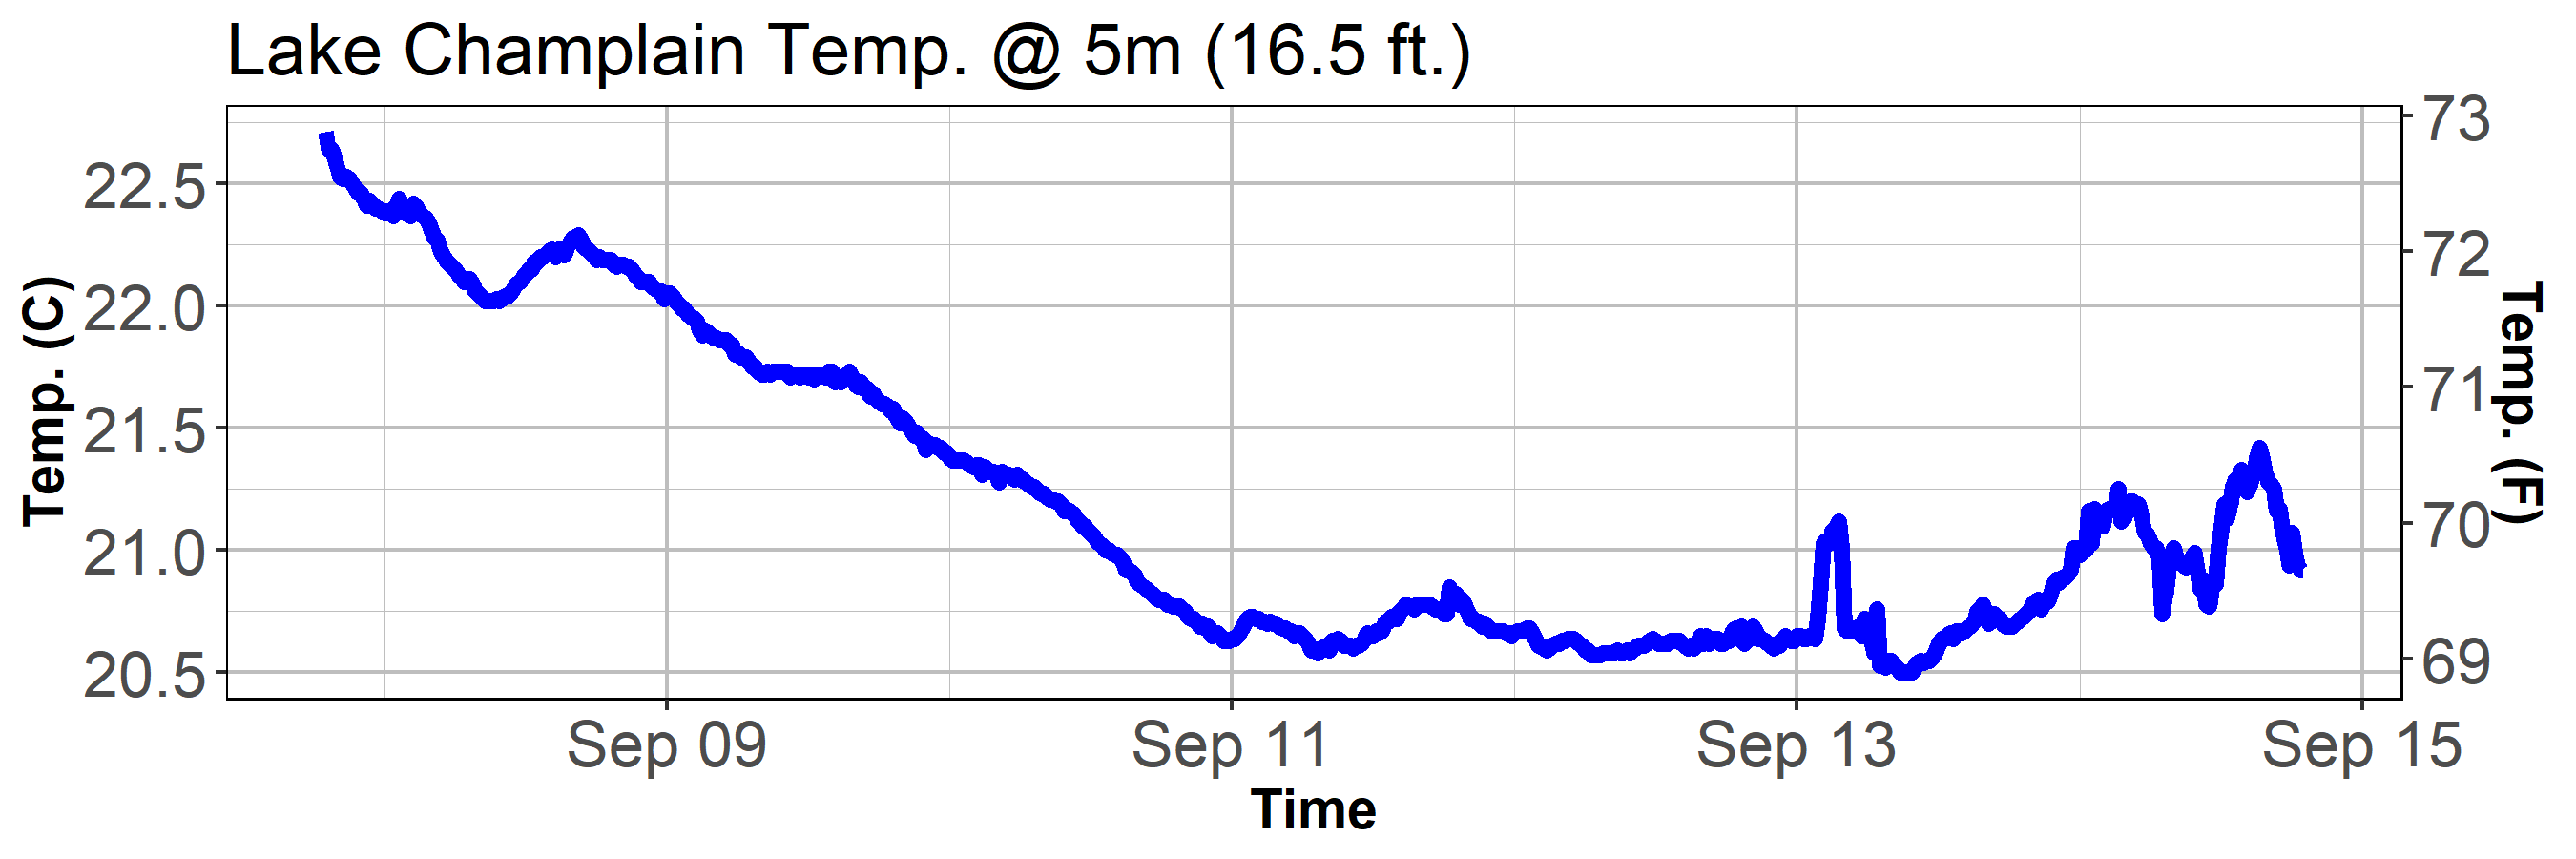 Lake Champlain Temp. @ 5m (16.5 ft.)
Temp. (C)
22.5
22.0
21.5
21.0
20.5
73
72
71
70
69
Temp. (F)
Sep 09 Sep 11 Sep 13 Sep 15
Time